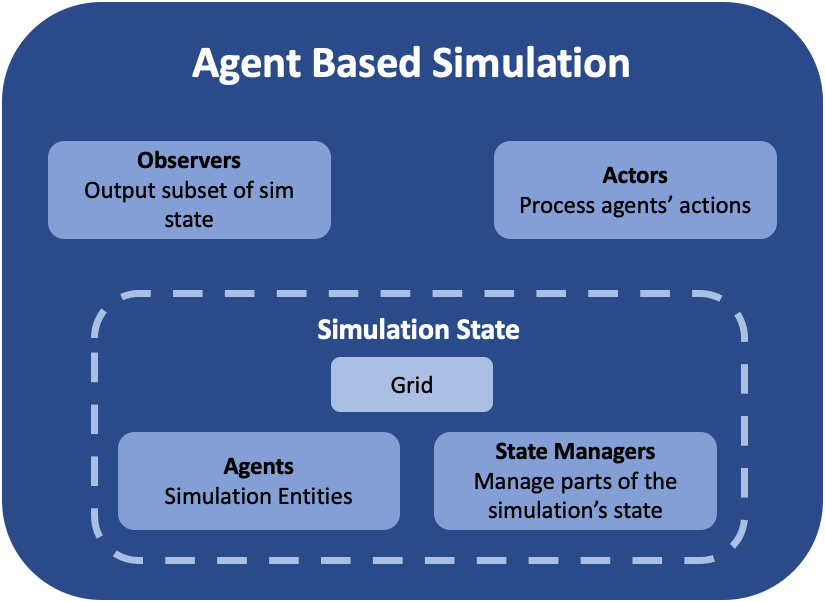 Agent Based Simulation
Observers
Output subset of sim
state
Actors
Process agents’ actions
Simulation State
Grid
Agents
Simulation Entities
State Managers
Manage parts of the
simulation’s state